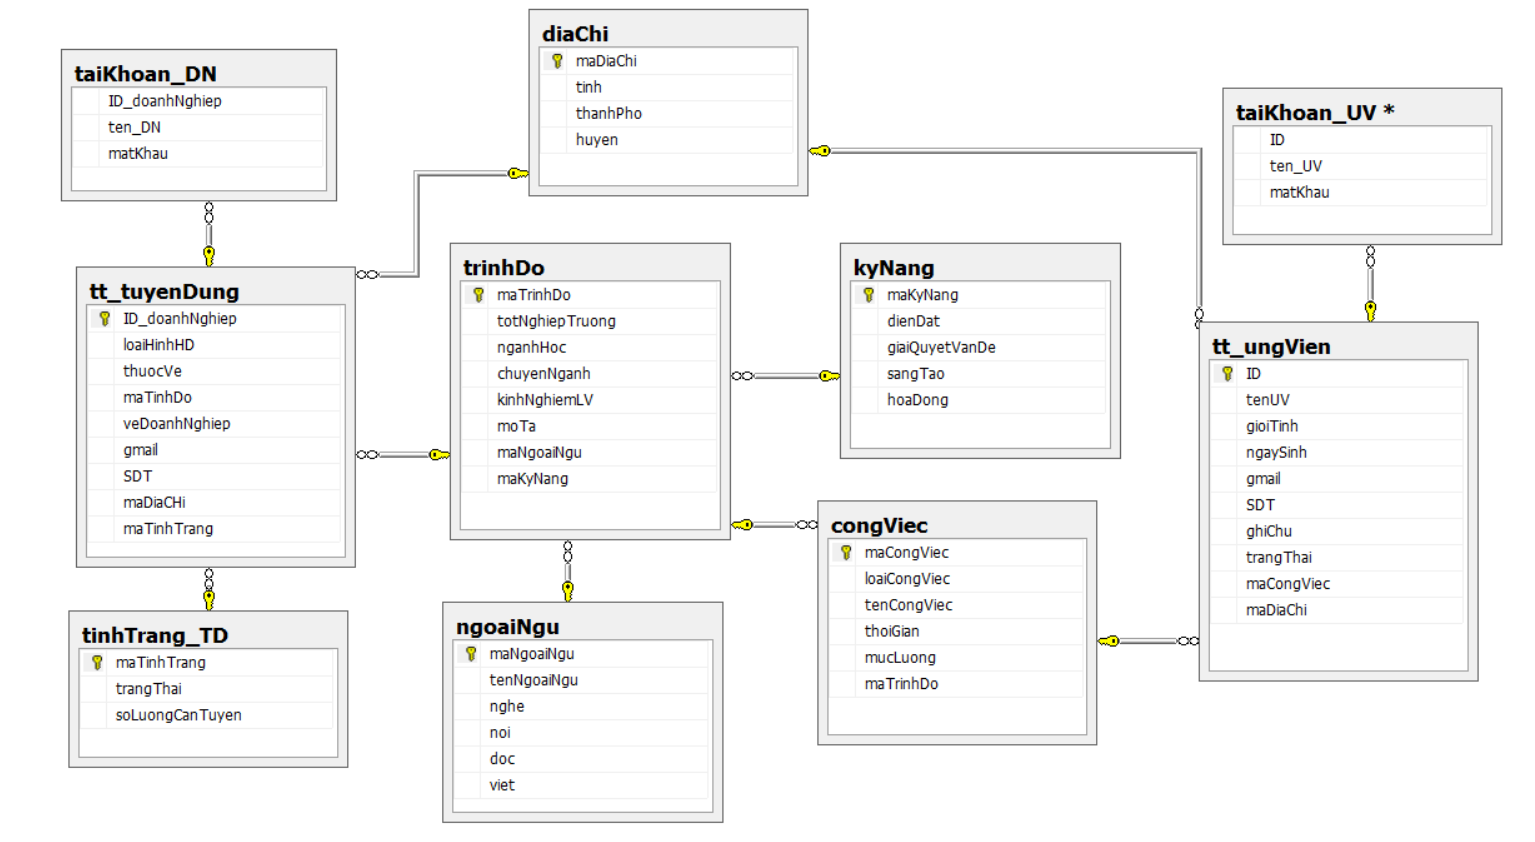 taiKhoan_DN
ID_doanhNghiep
ten_DN
matKhau
diaChi
maDiaChi
tinh
thanhPho
huyen
taiKhoan_UV *
ID
ten_UV
matKhau
tt_tuyenDung
ID_doanhNghiep
loaiHinhHD
thuocVe
maTinhDo
veDoanhNghiep
gmail
SDT
maDiaCHi
maTinhTrang
trinhDo
maTrinhDo
totNghiepTruong
nganhHoc
chuyenNganh
kinhNghiemLV
moTa
maNgoaiNgu
maKyNang
kyNang
maKyNang
dienDat
giaiQuyetVanDe
sangTao
hoaDong
tt_ungVien
ID
tenUV
gioiTinh
ngaySinh
gmail
SDT
ghiChu
trangThai
maCongViec
maDiaChi
congViec
maCongViec
loaiCongViec
tenCongViec
thoiGian
mucLuong
maTrinhDo
tinhTrang_TD
maTinhTrang
trangThai
soLuongCanTuyen
ngoaiNgu
maNgoaiNgu
tenNgoaiNgu
nghe
noi
doc
viet